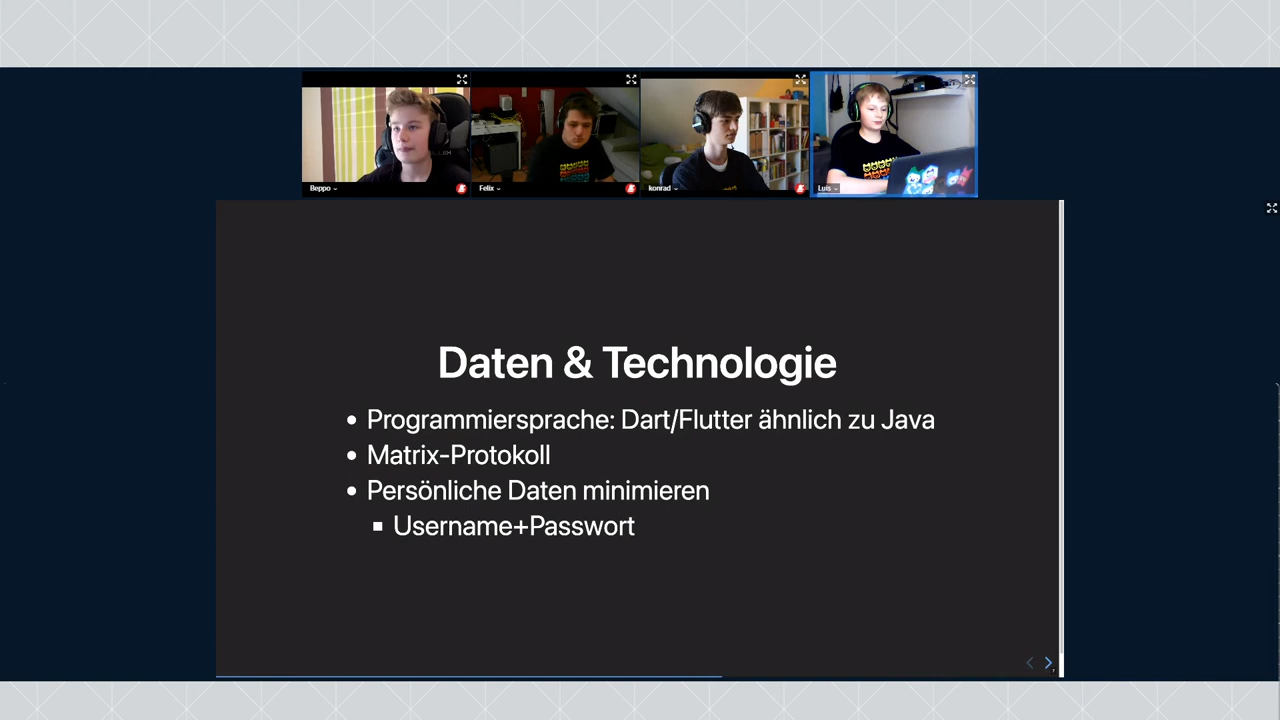 Beppo
Felix
konrad
Luis
Daten & Technologie
Programmiersprache: Dart/Flutter ähnlich zu Java
Matrix-Protokoll
Persönliche Daten minimieren
Username+Passwort